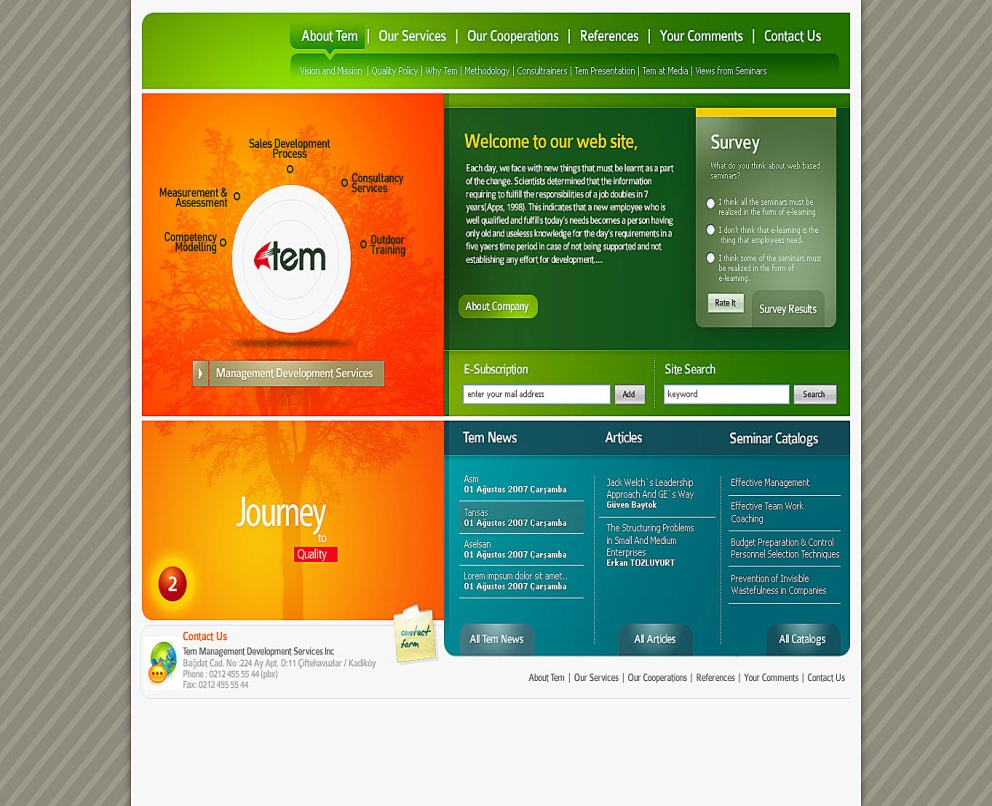 About Tem | Our Services | Our Cooperations | References | Your Comments | Contact Us
Vision and Mission | Quality Policy | Why Tem | Methodology | Consultrainers | Tem Presentation | Tem at Media | Views from Seminars
Sales Development
Process
Consultancy
Services
Measurement &
Assessment
Competency
Modelling
Outdoor
Training
tem
Management Development Services
Welcome to our web site,
Each day, we face with new things that must be learnt as a part
of the change. Scientists determined that the information
requiring to fulfill the responsibilities of a job doubles in 7
years(Apps, 1998). This indicates that a new employee who is
well qualified and fulfills today's needs becomes a person having
only old and uselesss knowledge for the day's requirements in a
five yaers time period in case of not being supported and not
establishing any effort for development,....
About Company
Survey
What do you think about web based
seminars?
I think all the seminars must be
realized in the form of e-learning
I don't think that e-learning is the
thing that employees need.
I think some of the seminars must
be realized in the form of
e-learning.
Rate It
Survey Results
E-Subscription
enter your mail address
Add
Site Search
keyword
Search
Journey
to
Quality
2
Tem News
Asm
01 Ağustos 2007 Çarşamba
Tansas
01 Ağustos 2007 Çarşamba
Aselsan
01 Ağustos 2007 Çarşamba
Lorem impsum dolor sit amet..
01 Ağustos 2007 Çarşamba
All Tem News
Articles
Jack Welch`s Leadership
Approach And GE`s Way
Güven Baytok
The Structuring Problems
in Small And Medium
Enterprises
Erkan TOZLUYURT
All Articles
Seminar Catalogs
Effective Management
Effective Team Work
Coaching
Budget Preparation & Control
Personnel Selection Techniques
Prevention of Invisible
Wastefulness in Companies
All Catalogs
Contact Us
Tem Management Development Services Inc
Bağdat Cad. No :224 Ay Apt. D:11 Çiftehavuzlar / Kadiköy
Phone : 0212 455 55 44 (pbx)
Fax: 0212 455 55 44
contact
form
About Tem | Our Services | Our Cooperations | References | Your Comments | Contact Us